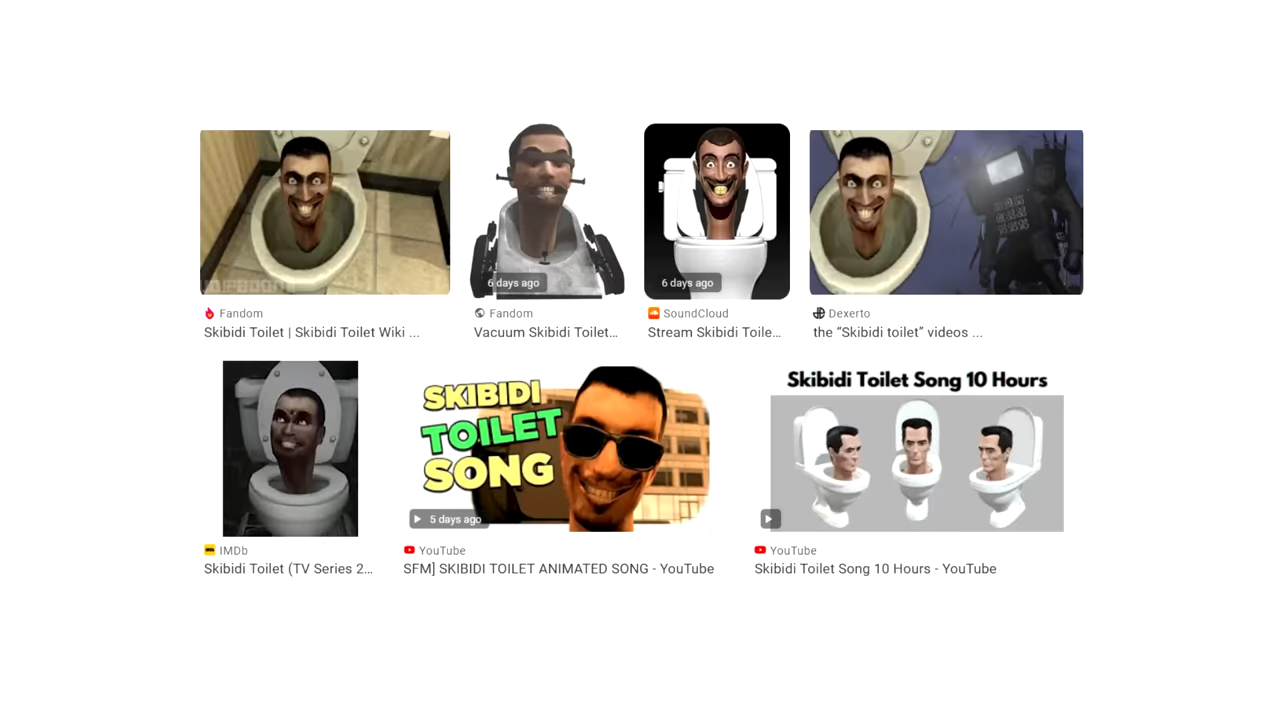 6 days ago
6 days ago
Fandom
Skibidi Toilet | Skibidi Toilet Wiki ...
Fandom
Vacuum Skibidi Toilet...
SoundCloud
Stream Skibidi Toile...
Dexerto
the “Skibidi toilet” videos ...
SKIBIDI
TOILET
SONG
5 days ago
Skibidi Toilet Song 10 Hours
IMDb
Skibidi Toilet (TV Series 2...
YouTube
SFM] SKIBIDI TOILET ANIMATED SONG - YouTube
YouTube
Skibidi Toilet Song 10 Hours - YouTube